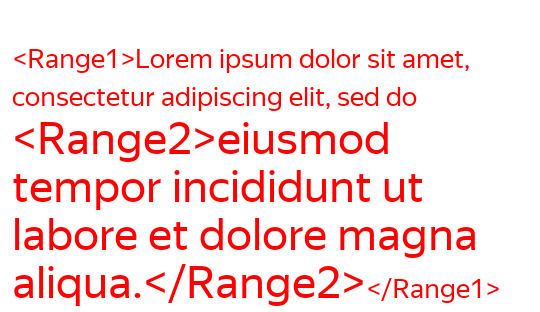 <Range1>Lorem ipsum dolor sit amet,
consectetur adipiscing elit, sed do
<Range2>eiusmod
tempor incididunt ut
labore et dolore magna
aliqua.</Range2></Range1>